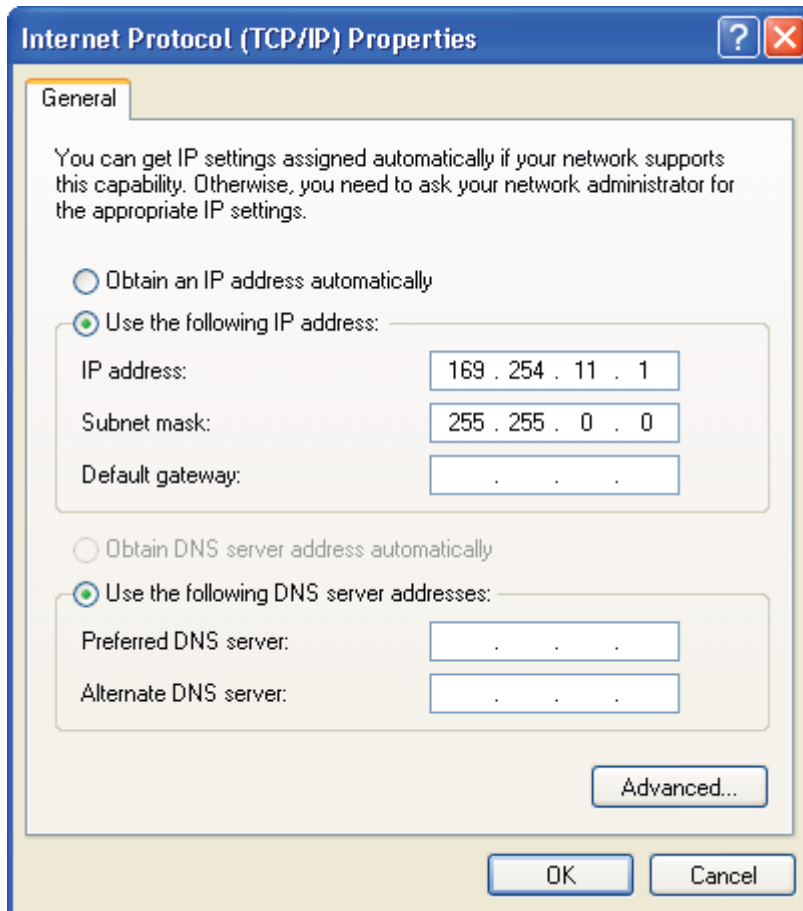 Internet Protocol (TCP/IP) Properties
General
You can get IP settings assigned automatically if your network supports
this capability. Otherwise, you need to ask your network administrator for
the appropriate IP settings.
Obtain an IP address automatically
Use the following IP address:
IP address: 169 . 254 . 11 . 1
Subnet mask: 255 . 255 . 0 . 0
Default gateway: . . .
Obtain DNS server address automatically
Use the following DNS server addresses:
Preferred DNS server: . . .
Alternate DNS server: . . .
Advanced...
OK Cancel